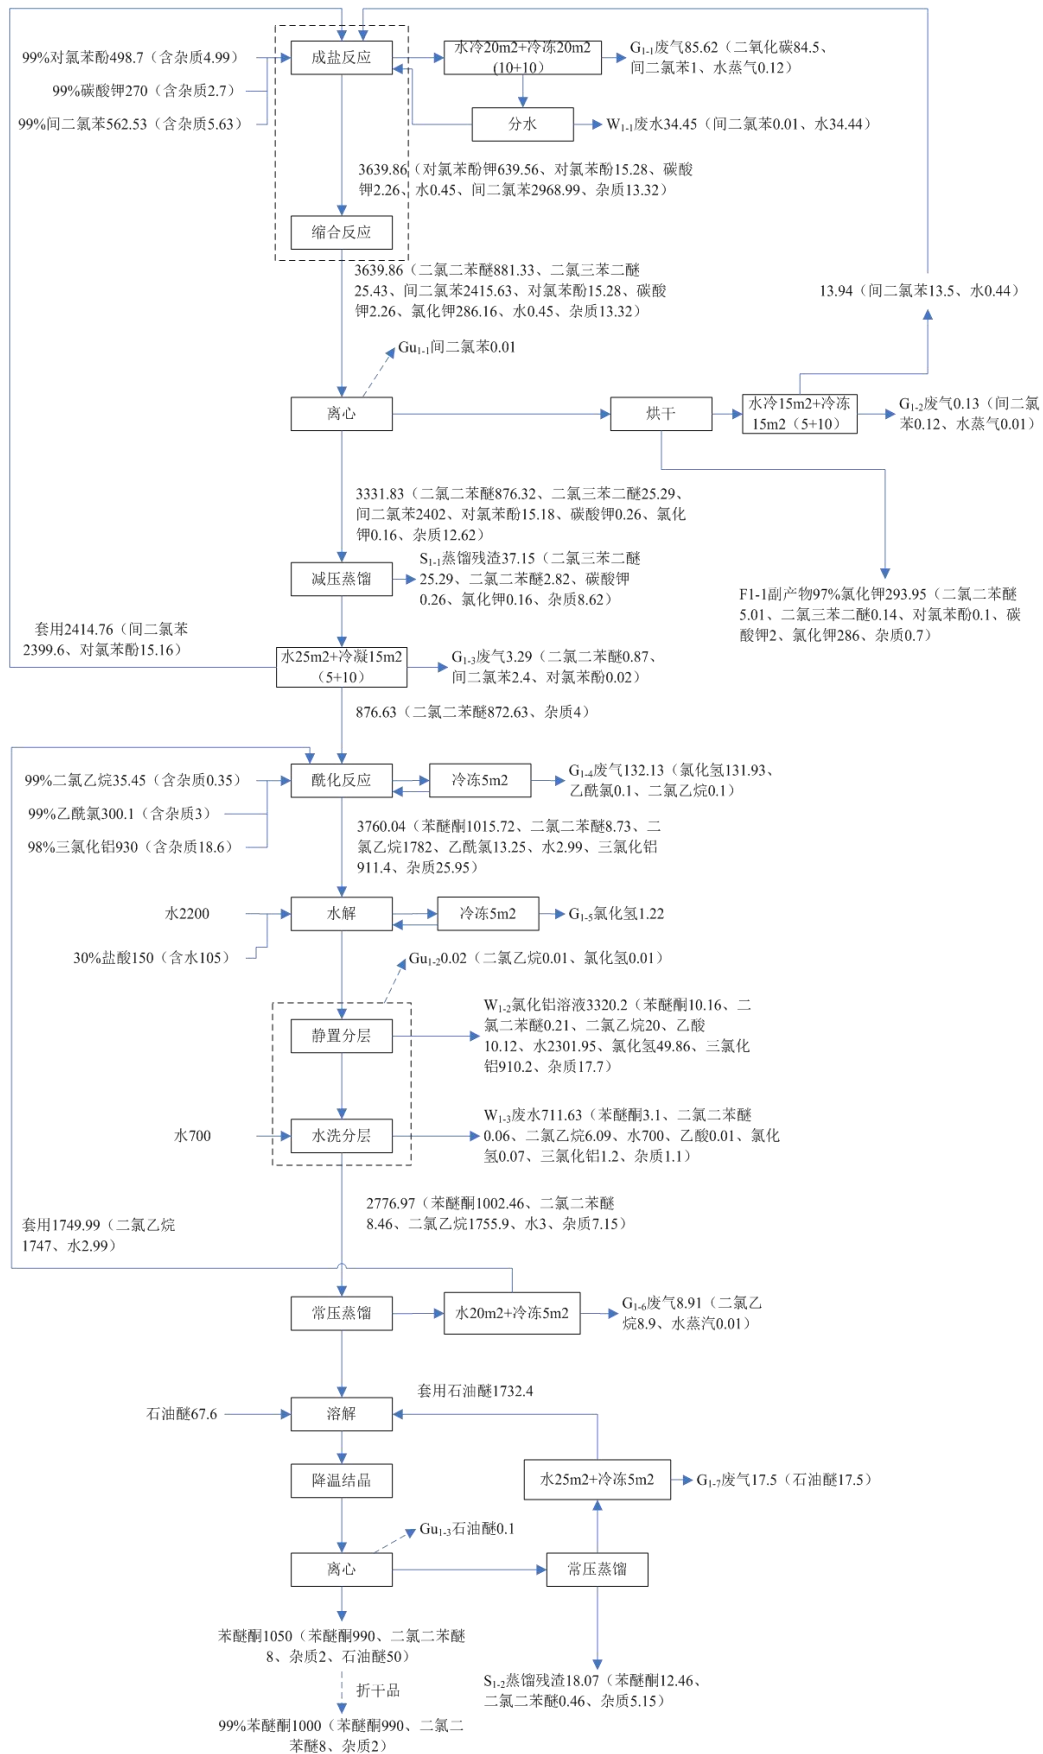 99%对氯苯酚498.7（含杂质4.99）
99%碳酸钾270（含杂质2.7）
99%间二氯苯562.53（含杂质5.63）
成盐反应
水冷20m2+冷冻20m2
(10+10)
G1-1废气85.62（二氧化碳84.5、
间二氯苯1、水蒸气0.12）
分水
W1-1废水34.45（间二氯苯0.01、水34.44）
3639.86（对氯苯酚钾639.56、对氯苯酚15.28、碳酸
钾2.26、水0.45、间二氯苯2968.99、杂质13.32）
缩合反应
3639.86（二氯二苯醚881.33、二氯三苯二醚
25.43、间二氯苯2415.63、对氯苯酚15.28、碳酸
钾2.26、氯化钾286.16、水0.45、杂质13.32）
13.94（间二氯苯13.5、水0.44）
Gu1-1间二氯苯0.01
离心
烘干
水冷15m2+冷冻
15m2（5+10）
G1-2废气0.13（间二氯
苯0.12、水蒸气0.01）
3331.83（二氯二苯醚876.32、二氯三苯二醚25.29、
间二氯苯2402、对氯苯酚15.18、碳酸钾0.26、氯化
钾0.16、杂质12.62）
减压蒸馏
S1-1蒸馏残渣37.15（二氯三苯二醚
25.29、二氯二苯醚2.82、碳酸钾
0.26、氯化钾0.16、杂质8.62）
F1-1副产物97%氯化钾293.95（二氯二苯醚
5.01、二氯三苯二醚0.14、对氯苯酚0.1、碳
酸钾2、氯化钾286、杂质0.7）
套用2414.76（间二氯苯
2399.6、对氯苯酚15.16）
水25m2+冷凝15m2
（5+10）
G1-3废气3.29（二氯二苯醚0.87、
间二氯苯2.4、对氯苯酚0.02）
876.63（二氯二苯醚872.63、杂质4）
99%二氯乙烷35.45（含杂质0.35）
99%乙酰氯300.1（含杂质3）
98%三氯化铝930（含杂质18.6）
酰化反应
冷冻5m2
G1-4废气132.13（氯化氢131.93、
乙酰氯0.1、二氯乙烷0.1）
3760.04（苯醚酮1015.72、二氯二苯醚8.73、二
氯乙烷1782、乙酰氯13.25、水2.99、三氯化铝
911.4、杂质25.95）
水2200
30%盐酸150（含水105）
水解
冷冻5m2
G1-5氯化氢1.22
Gu1-20.02（二氯乙烷0.01、氯化氢0.01）
静置分层
W1-2氯化铝溶液3320.2（苯醚酮10.16、二
氯二苯醚0.21、二氯乙烷20、乙酸
10.12、水2301.95、氯化氢49.86、三氯化
铝910.2、杂质17.7）
水700
水洗分层
W1-3废水711.63（苯醚酮3.1、二氯二苯醚
0.06、二氯乙烷6.09、水700、乙酸0.01、氯化
氢0.07、三氯化铝1.2、杂质1.1）
2776.97（苯醚酮1002.46、二氯二苯醚
8.46、二氯乙烷1755.9、水3、杂质7.15）
套用1749.99（二氯乙烷
1747、水2.99）
常压蒸馏
水20m2+冷冻5m2
G1-6废气8.91（二氯乙
烷8.9、水蒸汽0.01）
套用石油醚1732.4
石油醚67.6
溶解
降温结晶
水25m2+冷冻5m2
G1-7废气17.5（石油醚17.5）
Gu1-3石油醚0.1
离心
常压蒸馏
苯醚酮1050（苯醚酮990、二氯二苯醚
8、杂质2、石油醚50）
折干品
S1-2蒸馏残渣18.07（苯醚酮12.46、
二氯二苯醚0.46、杂质5.15）
99%苯醚酮1000（苯醚酮990、二氯二
苯醚8、杂质2）